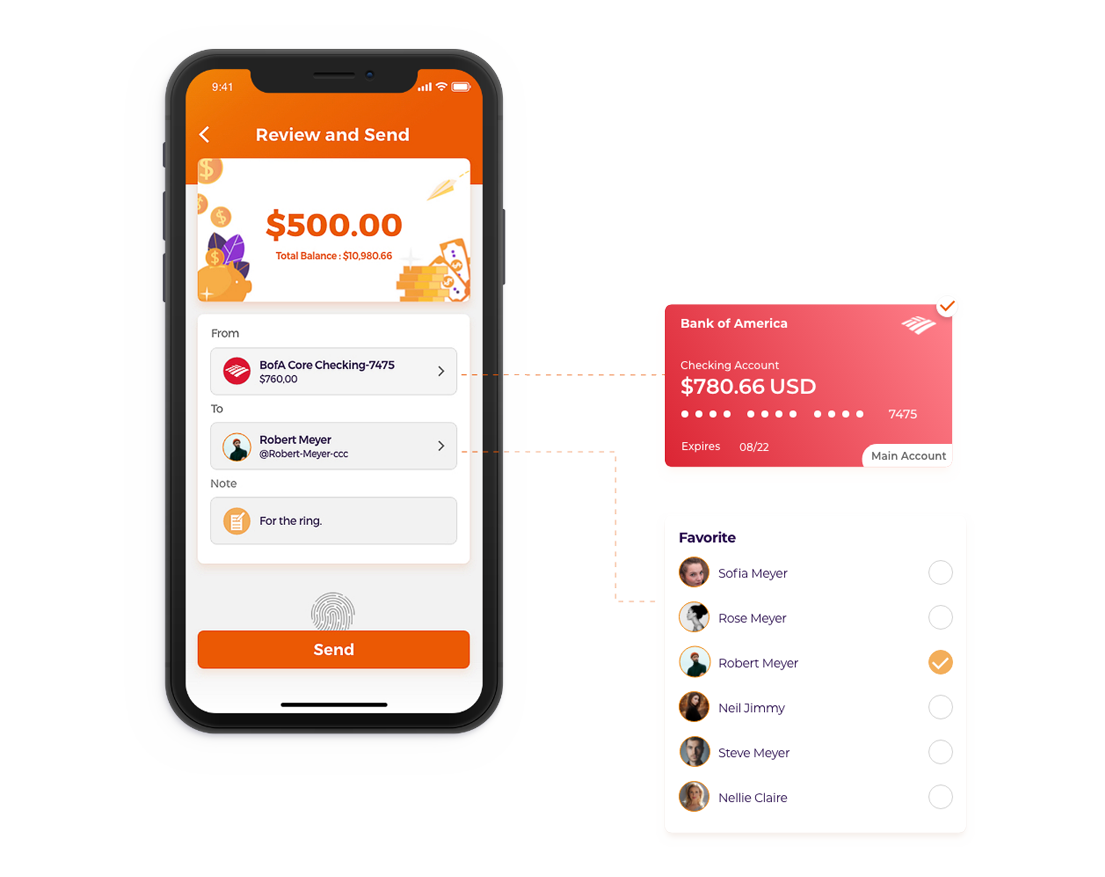 9:41
Review and Send
$500.00
Total Balance : $10,980.66
From
BofA Core Checking-7475
$760,00
To
Robert Meyer
@Robert-Meyer-ccc
Note
For the ring.
Send
Bank of America
Checking Account
$780.66 USD
•••• •••• •••• 7475
Expires 08/22
Main Account
Favorite
Sofia Meyer
Rose Meyer
Robert Meyer
Neil Jimmy
Steve Meyer
Nellie Claire